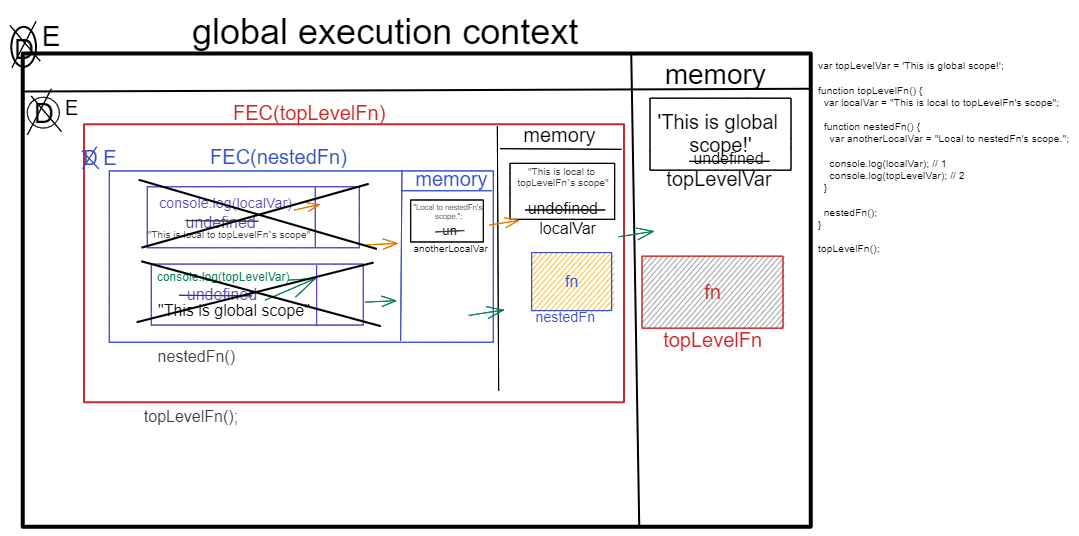 global execution context
D E
memory
D E
FEC(topLevelFn)
memory
D E
FEC(nestedFn)
memory
console.log(localVar)
undefined
"This is local to topLevelFn`s scope"
console.log(topLevelVar)
undefined
"This is global scope"
nestedFn()
topLevelFn();
"Local to nestedFn's
scope.";
un
anotherLocalVar
"This is local to
topLevelFn`s scope"
undefined
localVar
fn
nestedFn
'This is global
scope!'
undefined
topLevelVar
fn
topLevelFn
var topLevelVar = 'This is global scope!';
function topLevelFn() {
var localVar = "This is local to topLevelFn's scope";
function nestedFn() {
var anotherLocalVar = "Local to nestedFn's scope.";
console.log(localVar); // 1
console.log(topLevelVar); // 2
}
nestedFn();
}
topLevelFn();